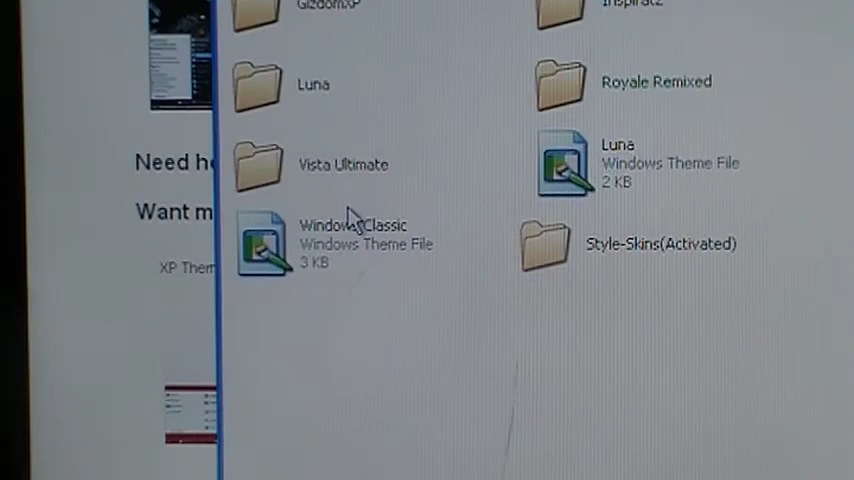 GizdomXP
Inspirat2
Luna
Royale Remixed
Vista Ultimate
Luna
Windows Theme File
2 KB
Windows Classic
Windows Theme File
3 KB
Style-Skins(Activated)
Need he
Want m
XP Them